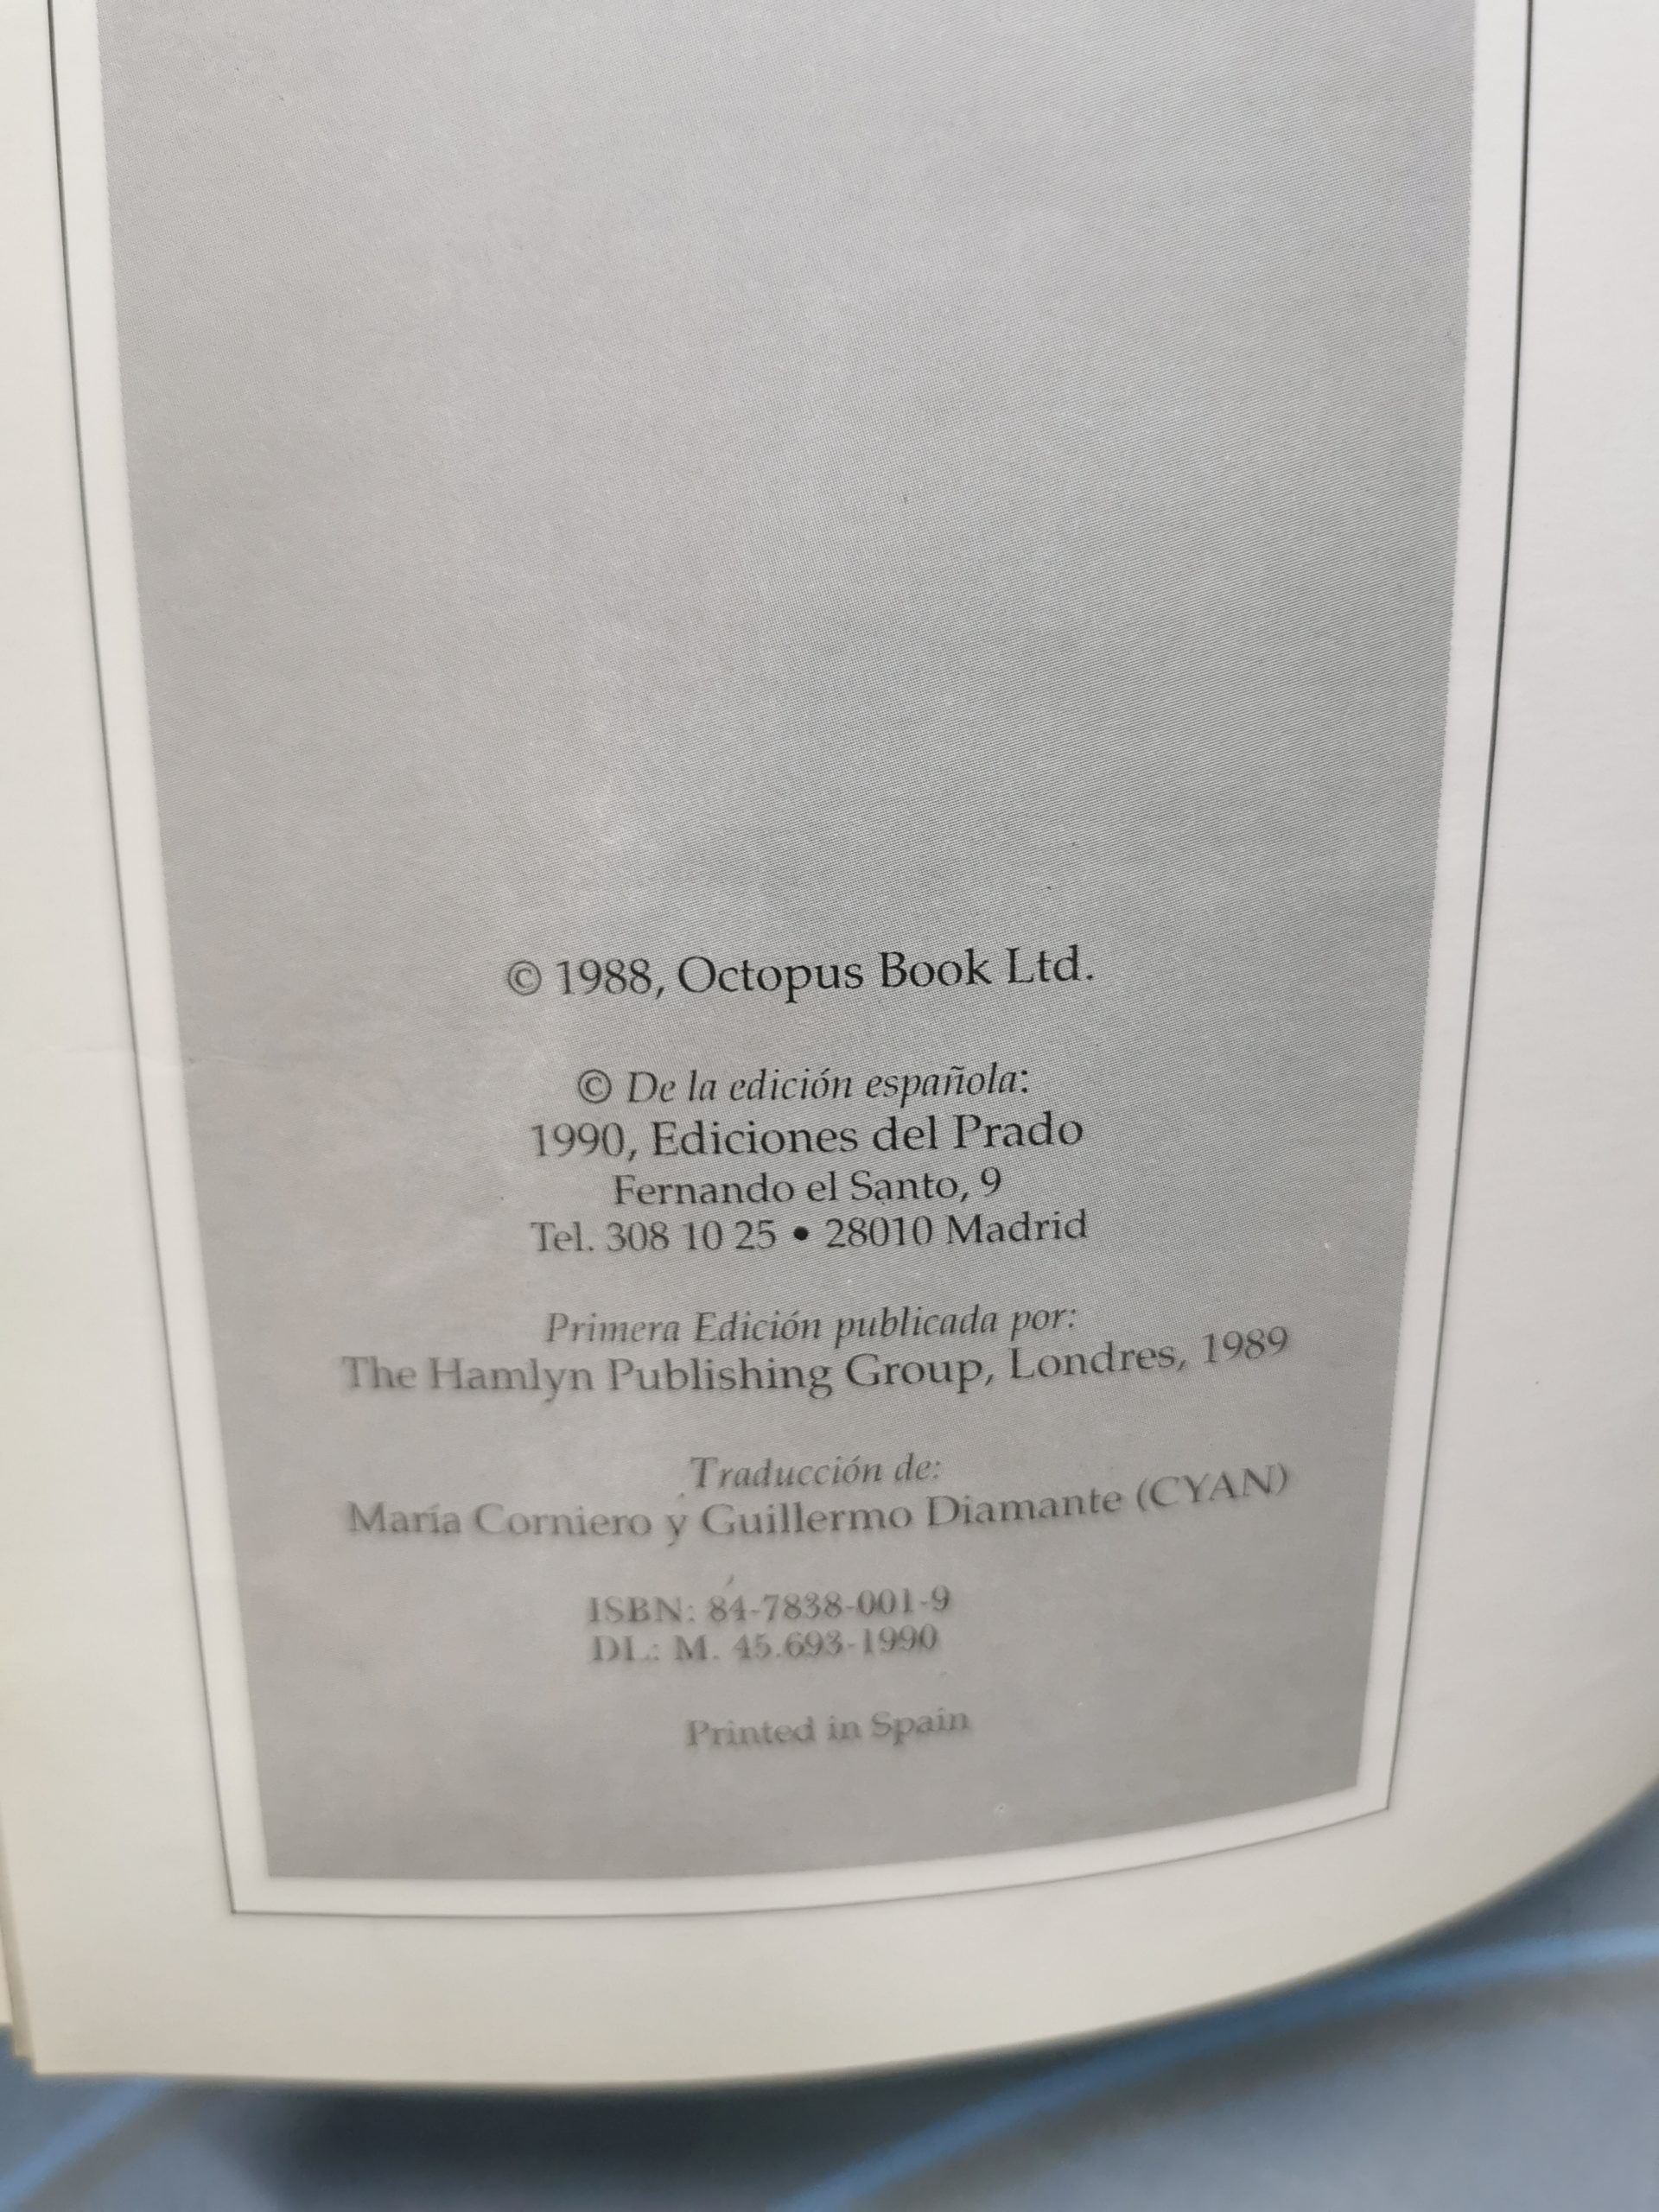 © 1988, Octopus Book Ltd.
© De la edición española:
1990, Ediciones del Prado
Fernando el Santo, 9
Tel. 308 10 25 • 28010 Madrid
Primera Edición publicada por:
The Hamlyn Publishing Group, Londres, 1989
Traducción de:
María Corniero y Guillermo Diamante (CYAN)
ISBN: 84-7838-001-9
DL: M. 45.693-1990
Printed in Spain